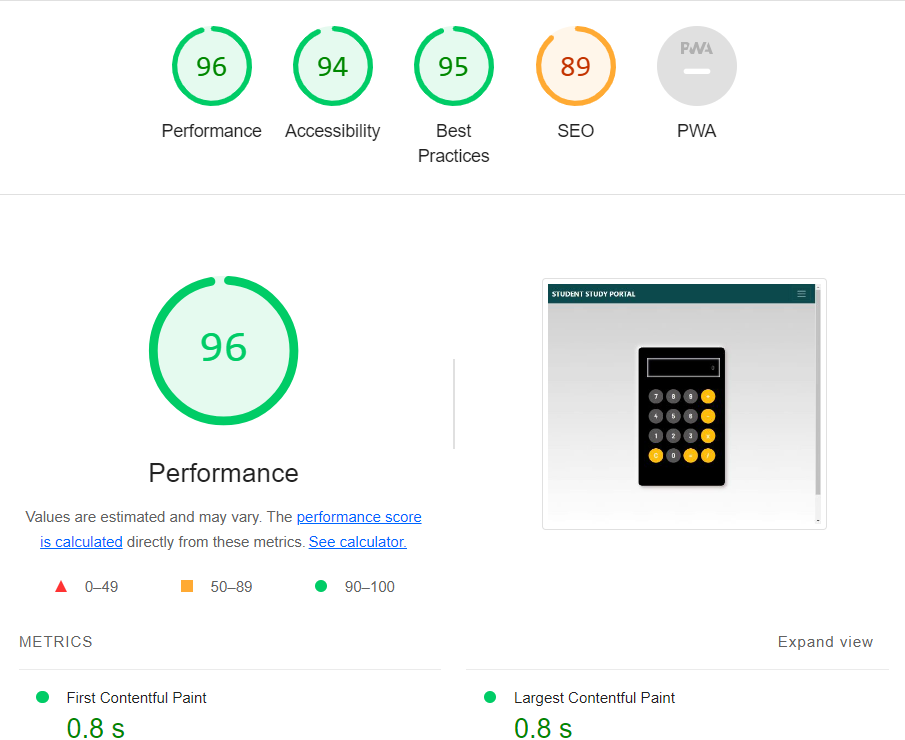 96 94 95 89 PWA
Performance Accessibility Best Practices SEO PWA
96
Performance
Values are estimated and may vary. The performance score
is calculated directly from these metrics. See calculator.
0–49 50–89 90–100
STUDENT STUDY PORTAL
0
7 8 9
4 5 6
1 2 3
0
METRICS
Expand view
First Contentful Paint
0.8 s
Largest Contentful Paint
0.8 s